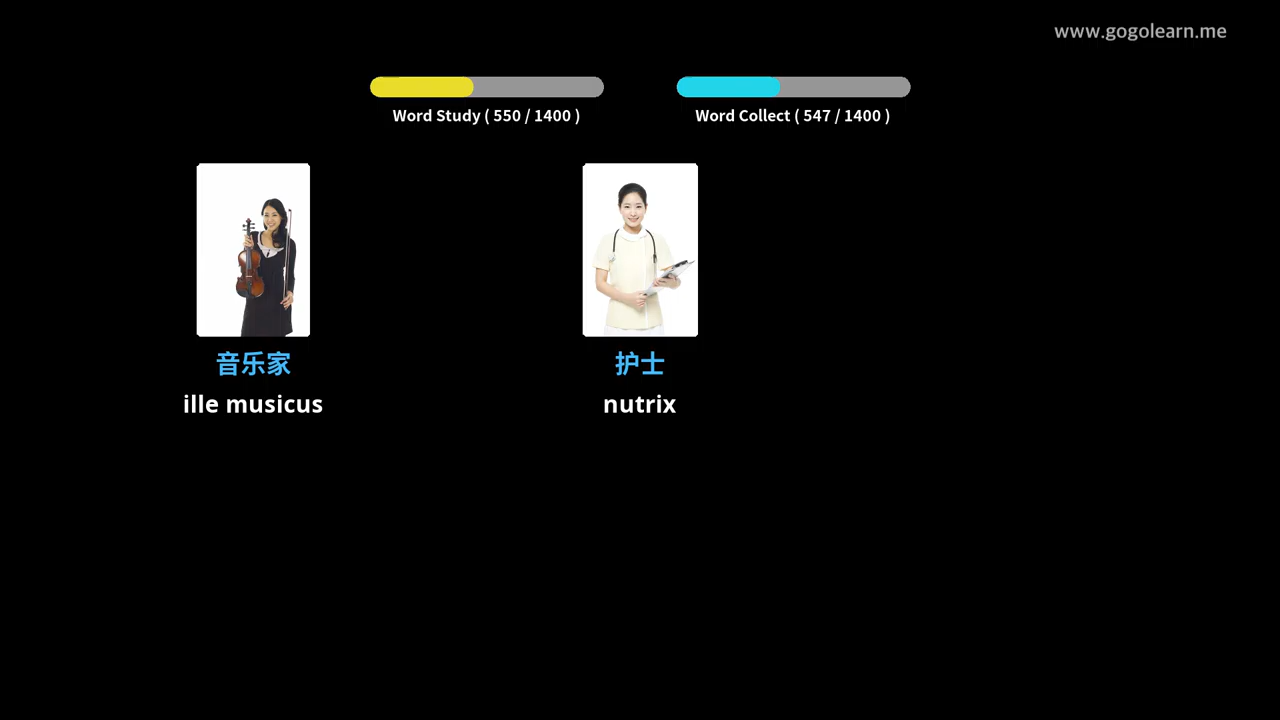 www.gogolearn.me
Word Study ( 550 / 1400 )
Word Collect ( 547 / 1400 )
音乐家
护士
ille musicus
nutrix